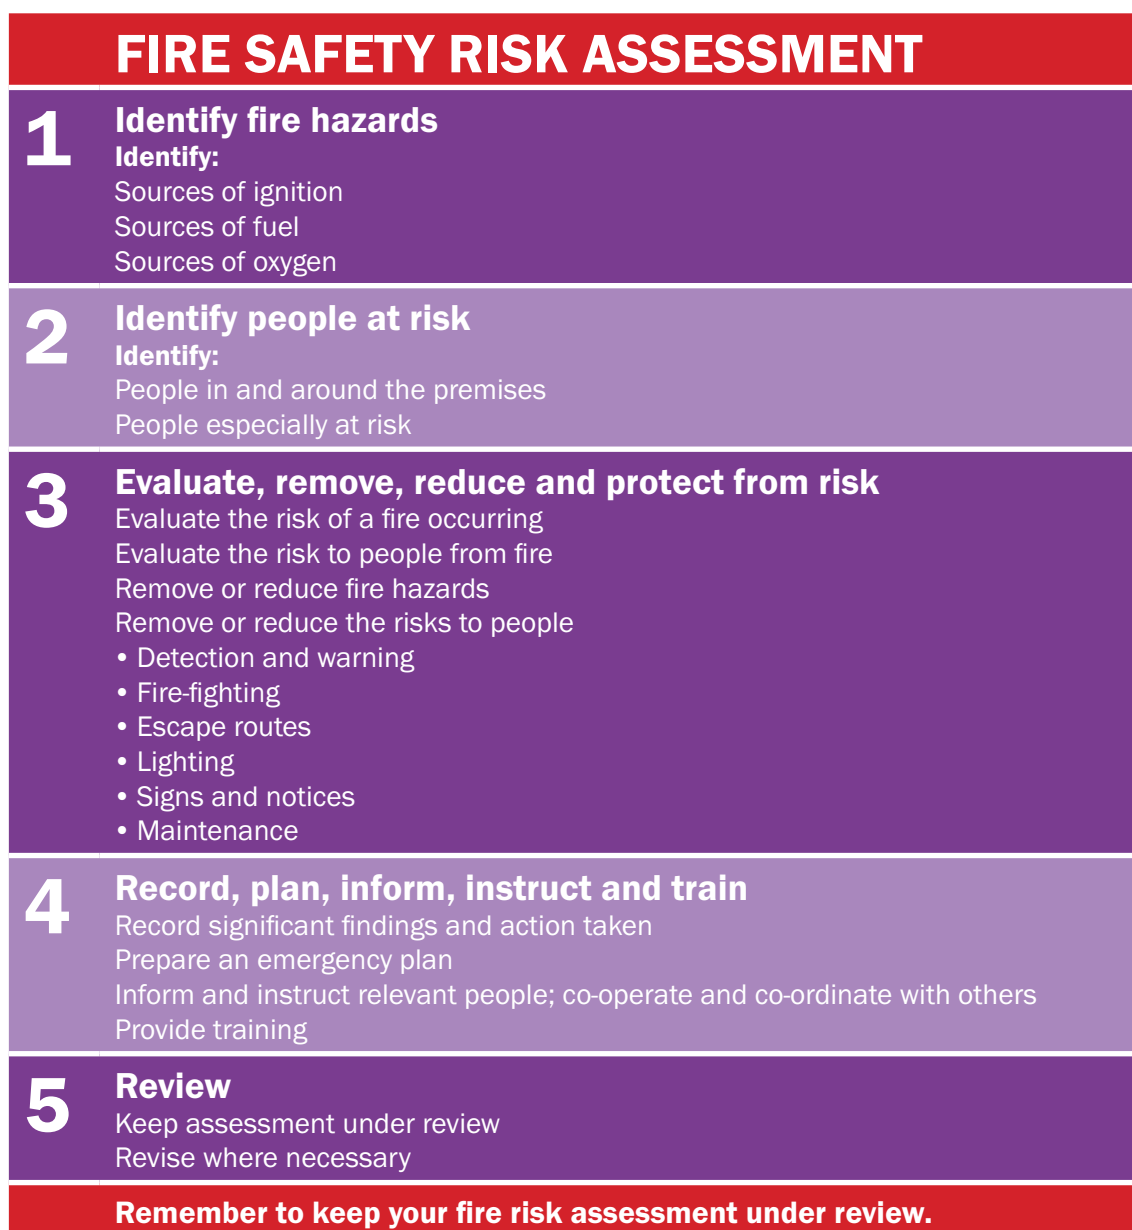 FIRE SAFETY RISK ASSESSMENT
1
Identify fire hazards
Identify:
Sources of ignition
Sources of fuel
Sources of oxygen
2
Identify people at risk
Identify:
People in and around the premises
People especially at risk
3
Evaluate, remove, reduce and protect from risk
Evaluate the risk of a fire occurring
Evaluate the risk to people from fire
Remove or reduce fire hazards
Remove or reduce the risks to people
• Detection and warning
• Fire-fighting
• Escape routes
• Lighting
• Signs and notices
• Maintenance
4
Record, plan, inform, instruct and train
Record significant findings and action taken
Prepare an emergency plan
Inform and instruct relevant people; co-operate and co-ordinate with others
Provide training
5
Review
Keep assessment under review
Revise where necessary
Remember to keep your fire risk assessment under review.